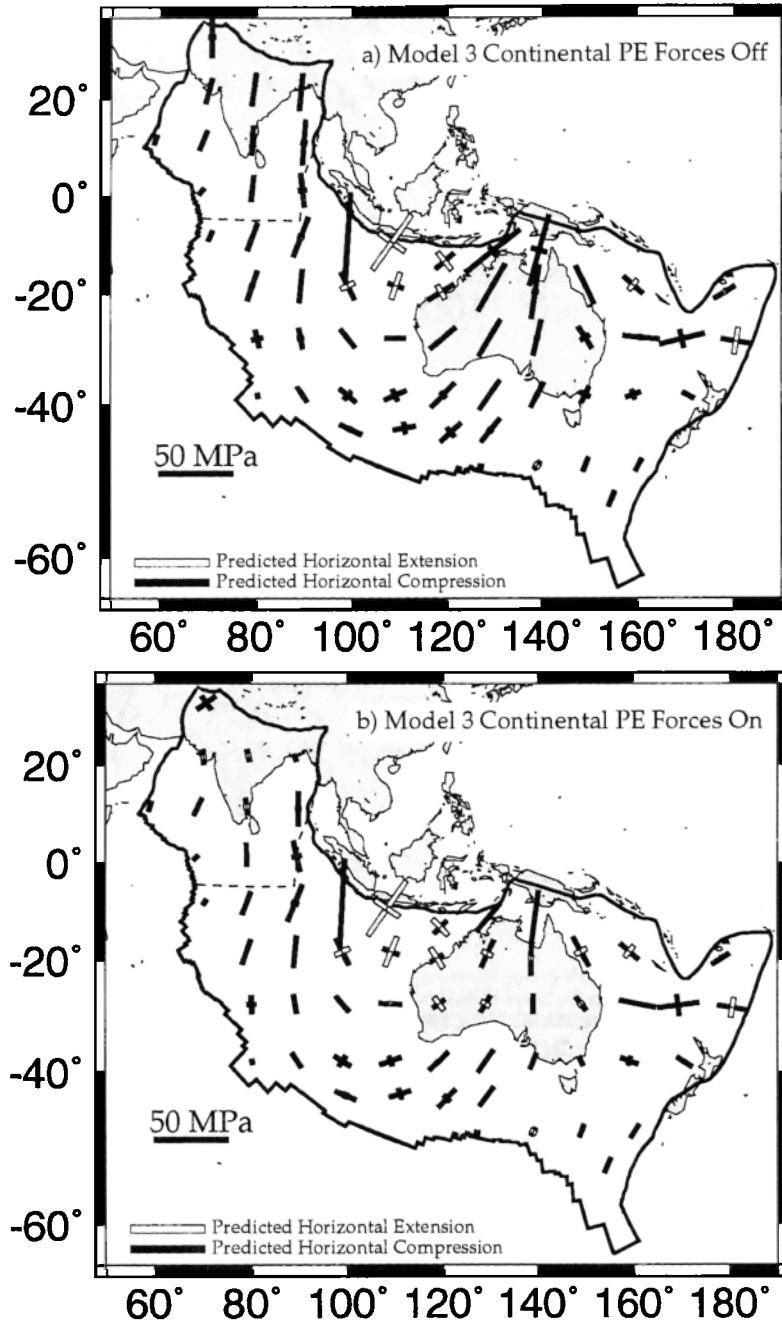 a) Model 3 Continental PE Forces Off
20°
0°
-20°
-40°
-60°
50 MPa
Predicted Horizontal Extension
Predicted Horizontal Compression
60° 80° 100° 120° 140° 160° 180°
b) Model 3 Continental PE Forces On
20°
0°
-20°
-40°
-60°
50 MPa
Predicted Horizontal Extension
Predicted Horizontal Compression
60° 80° 100° 120° 140° 160° 180°